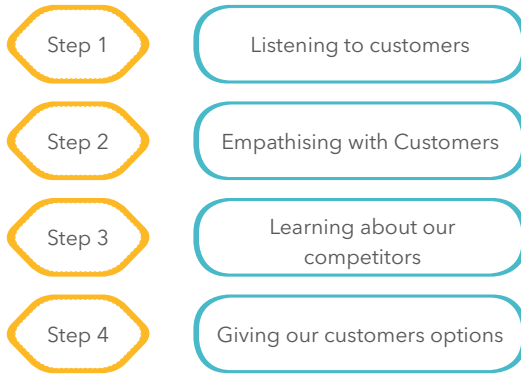 Step 1
Listening to customers
Step 2
Empathising with Customers
Step 3
Learning about our
competitors
Step 4
Giving our customers options